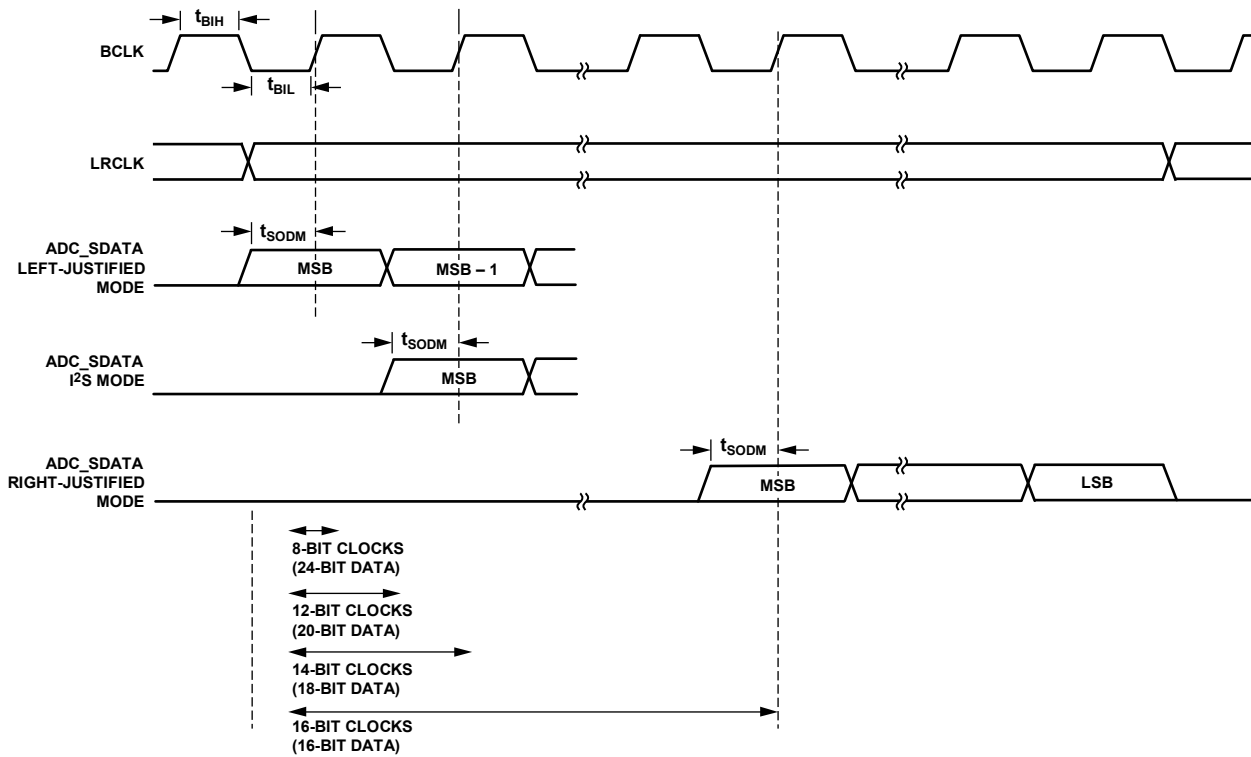 tBIH
BCLK
tBIL
LRCLK
tSODM
ADC_SDATA
LEFT-JUSTIFIED
MODE
MSB
MSB – 1
tSODM
ADC_SDATA
I2S MODE
MSB
tSODM
ADC_SDATA
RIGHT-JUSTIFIED
MODE
MSB
LSB
8-BIT CLOCKS
(24-BIT DATA)
12-BIT CLOCKS
(20-BIT DATA)
14-BIT CLOCKS
(18-BIT DATA)
16-BIT CLOCKS
(16-BIT DATA)